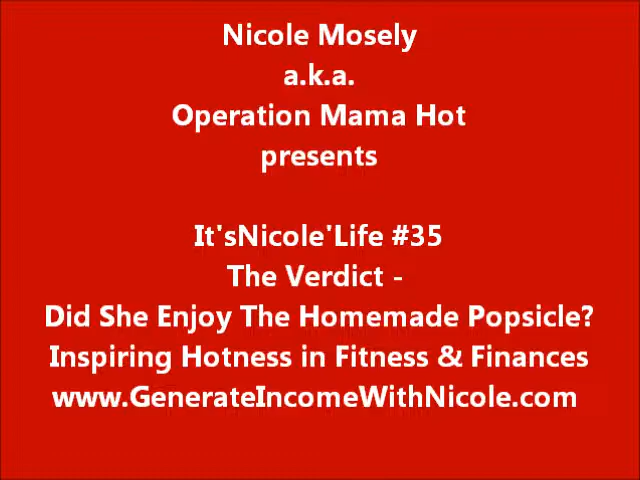 Nicole Mosely
a.k.a.
Operation Mama Hot
presents
It'sNicole'Life #35
The Verdict -
Did She Enjoy The Homemade Popsicle?
Inspiring Hotness in Fitness & Finances
www.GenerateIncomeWithNicole.com